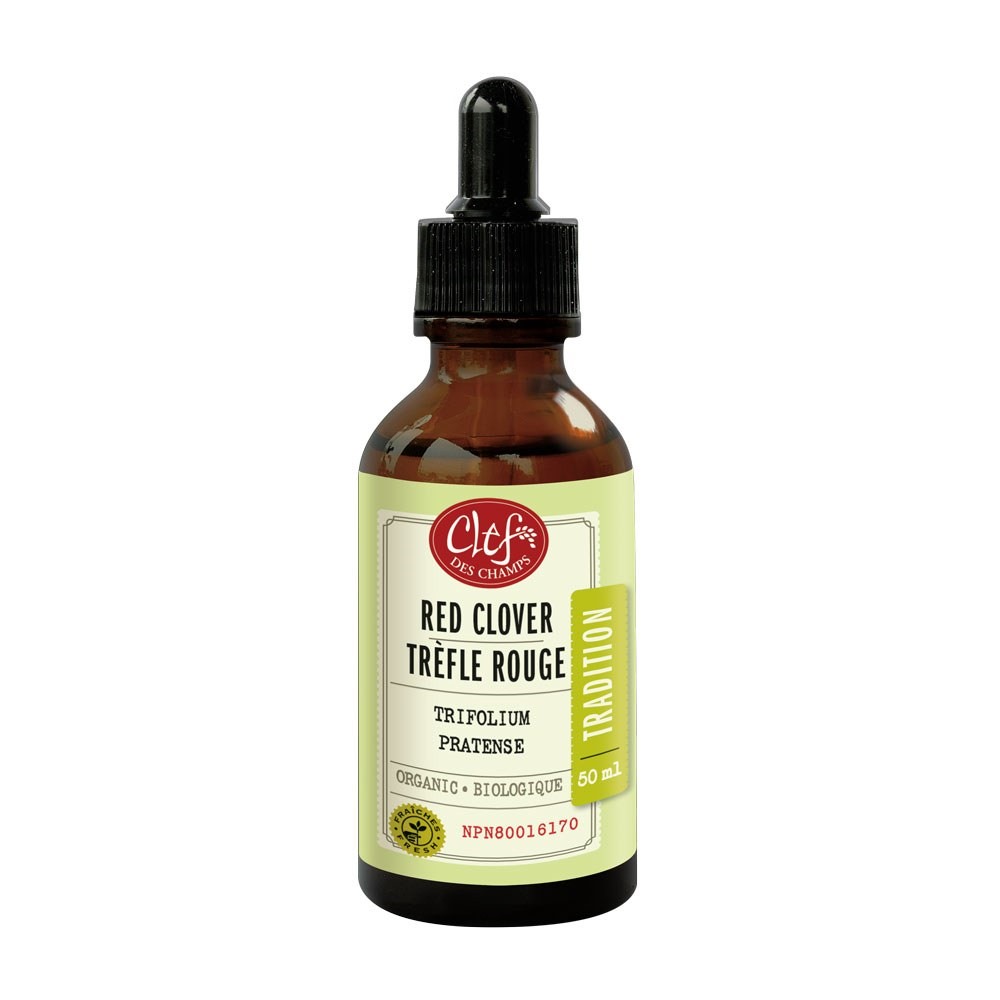 Clef
DES CHAMPS
RED CLOVER
TRÈFLE ROUGE
TRIFOLIUM
PRATENSE
ORGANIC • BIOLOGIQUE
TRADITION
50 ml
FRAÎCHES
FRESH
NPN80016170